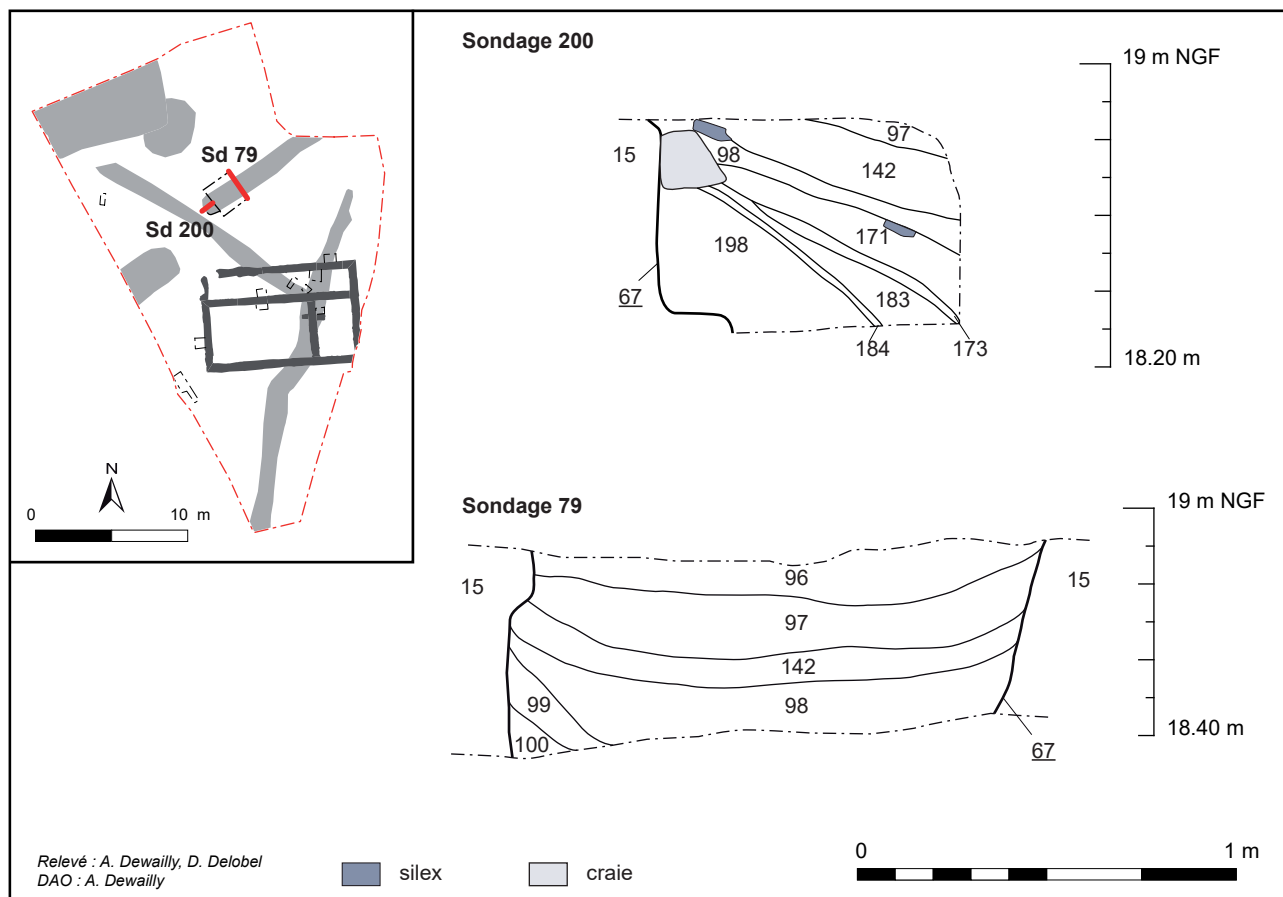 Sd 79
Sd 200
N
0 10 m
Sondage 200
19 m NGF
97
98
15
142
171
198
67
183
184
173
18.20 m
Sondage 79
19 m NGF
96
15
15
97
142
99
98
100
67
18.40 m
Relevé : A. Dewailly, D. Delobel
DAO : A. Dewailly
silex
craie
0 1 m